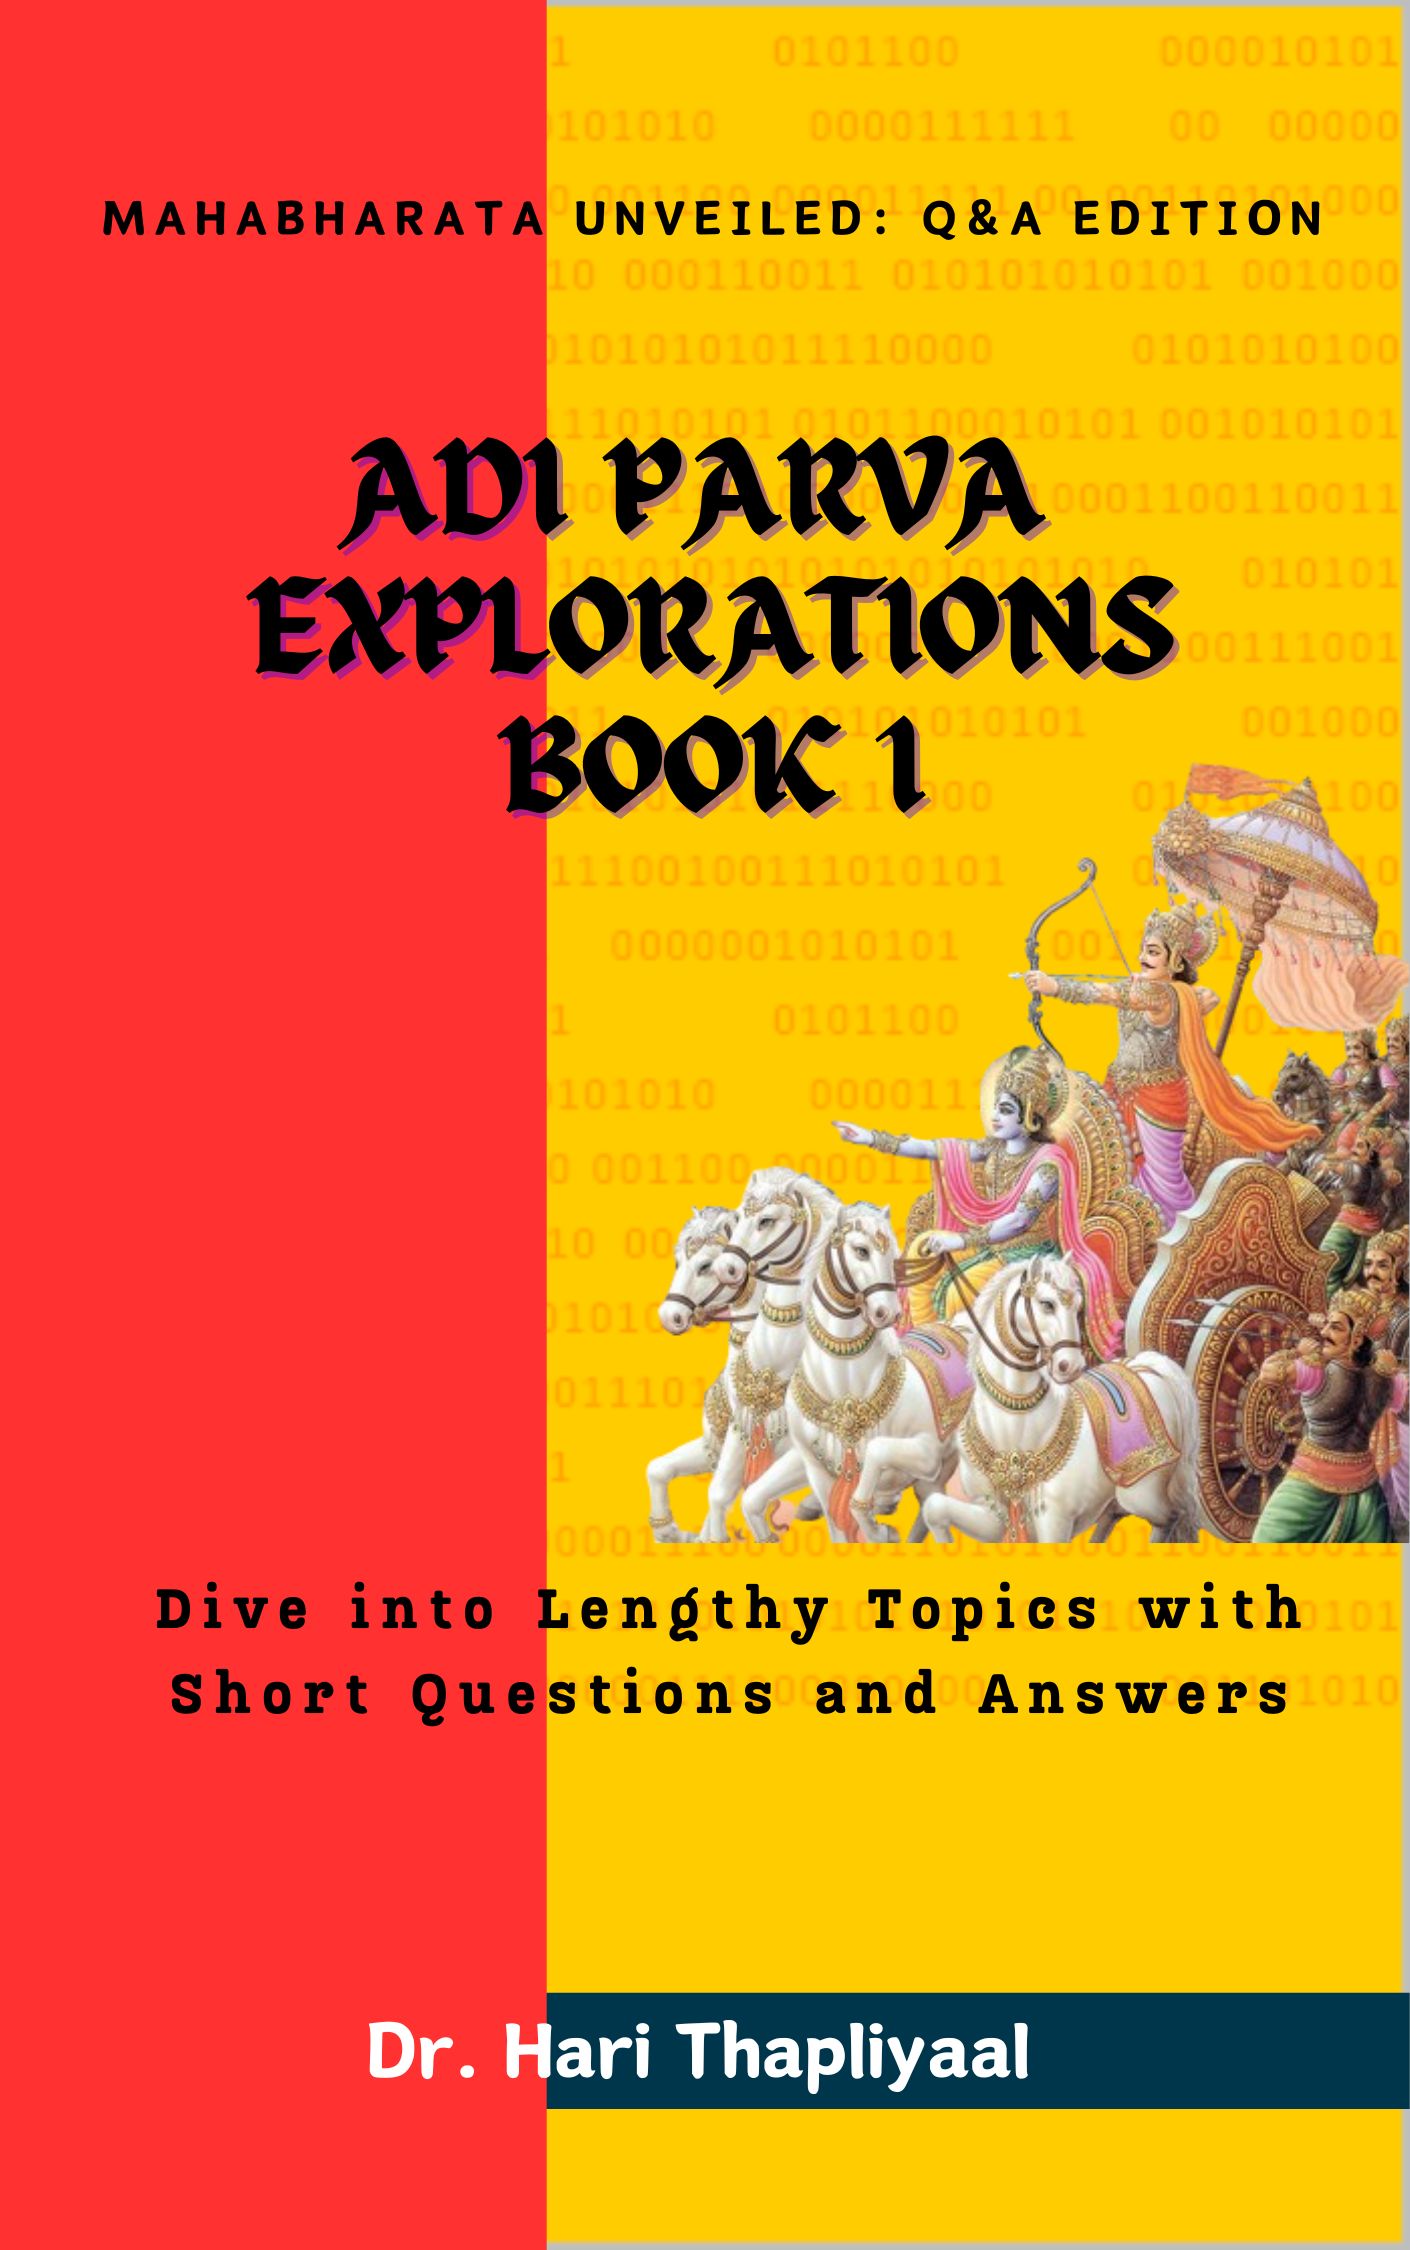 MAHABHARATA UNVEILED: Q&A EDITION
ADI PARVA
EXPLORATIONS
BOOK 1
Dive into Lengthy Topics with
Short Questions and Answers
Dr. Hari Thapliyaal